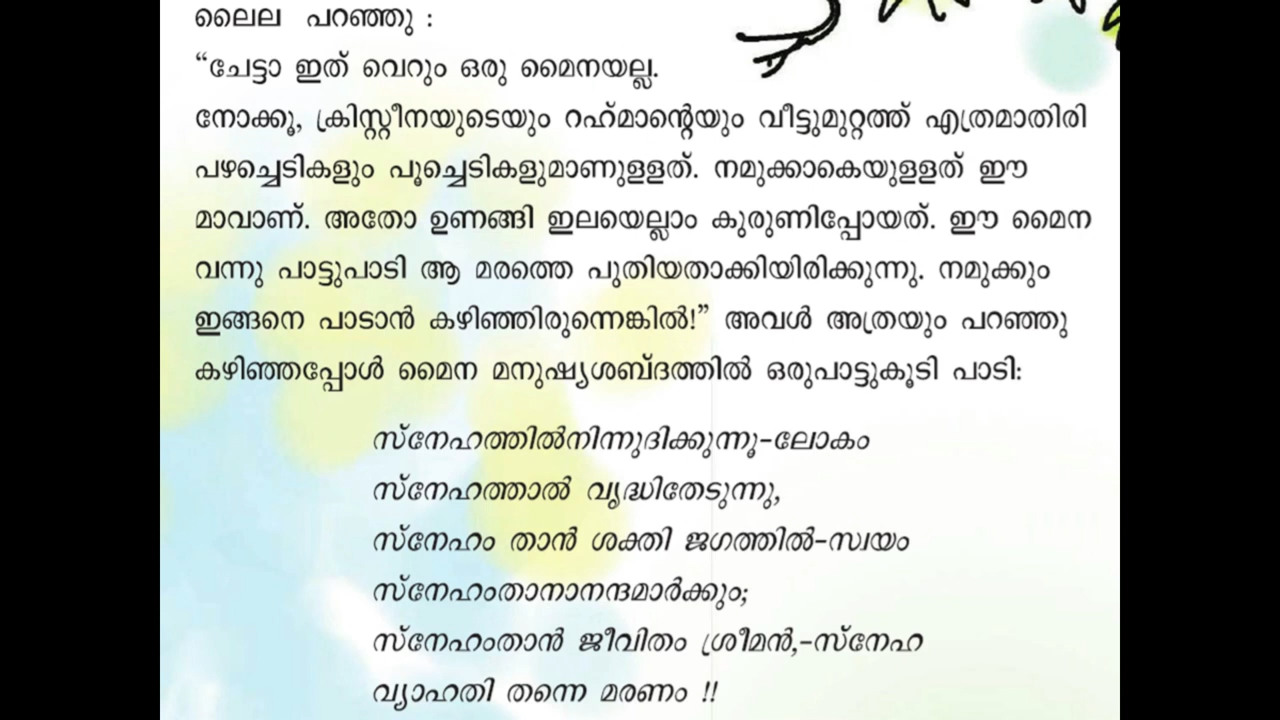 ലൈല പറഞ്ഞു :
“ചേട്ടാ ഇത് വെറും ഒരു മൈനയല്ല.
നോക്കൂ, ക്രിസ്റ്റീനയുടെയും റഹ്മാന്റെയും വീട്ടുമുറ്റത്ത് എത്രമാതിരി
പഴച്ചെടികളും പൂച്ചെടികളുമാണുള്ളത്. നമുക്കാകെയുള്ളത് ഈ
മാവാണ്. അതോ ഉണങ്ങി ഇലയെല്ലാം കുരുണിപ്പോയത്. ഈ മൈന
വന്നു പാട്ടുപാടി ആ മരത്തെ പുതിയതാക്കിയിരിക്കുന്നു. നമുക്കും
ഇങ്ങനെ പാടാൻ കഴിഞ്ഞിരുന്നെങ്കിൽ!” അവൾ അത്രയും പറഞ്ഞു
കഴിഞ്ഞപ്പോൾ മൈന മനുഷ്യശബ്ദത്തിൽ ഒരുപാട്ടുകൂടി പാടി:
സ്നേഹത്തിൽനിന്നുദിക്കുന്നൂ-ലോകം
സ്നേഹത്താൽ വൃദ്ധിതേടുന്നു,
സ്നേഹം താൻ ശക്തി ജഗത്തിൽ-സ്വയം
സ്നേഹംതാനാനന്ദമാർക്കും;
സ്നേഹംതാൻ ജീവിതം ശ്രീമൻ,-സ്നേഹ
വ്യാഹതി തന്നെ മരണം !!